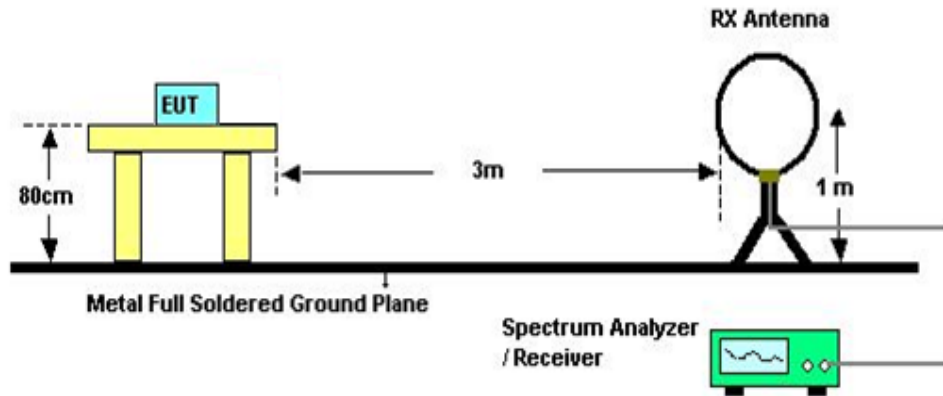 RX Antenna
EUT
80cm
3m
1 m
Metal Full Soldered Ground Plane
Spectrum Analyzer
/ Receiver